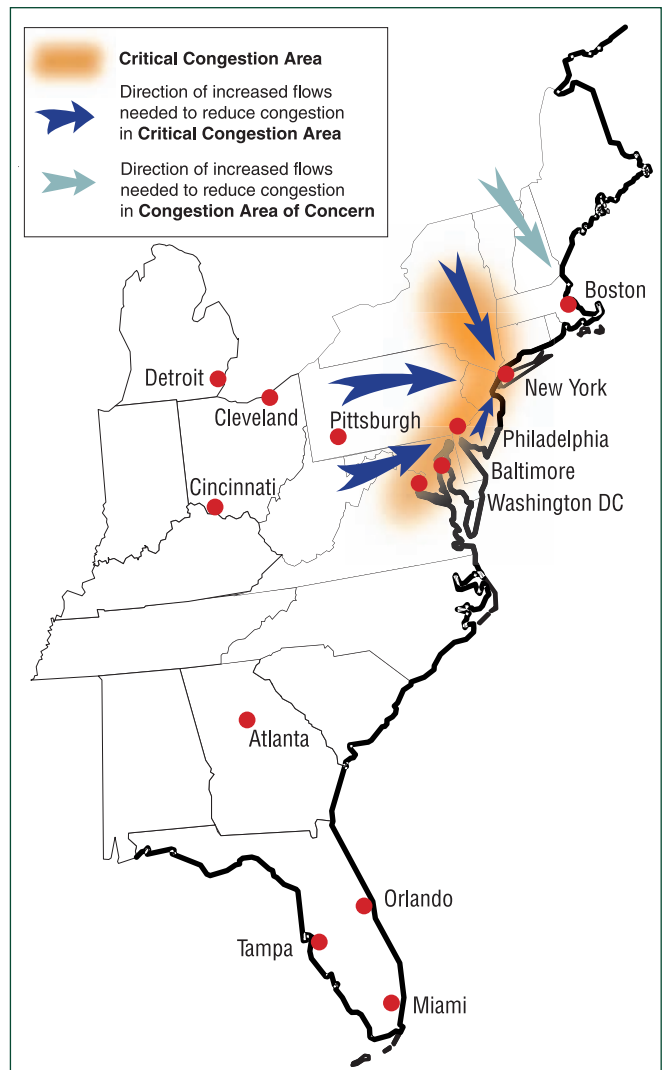 Critical Congestion Area
Direction of increased flows
needed to reduce congestion
in Critical Congestion Area
Direction of increased flows
needed to reduce congestion
in Congestion Area of Concern
Boston
Detroit
New York
Cleveland
Pittsburgh
Philadelphia
Baltimore
Cincinnati
Washington DC
Atlanta
Orlando
Tampa
Miami